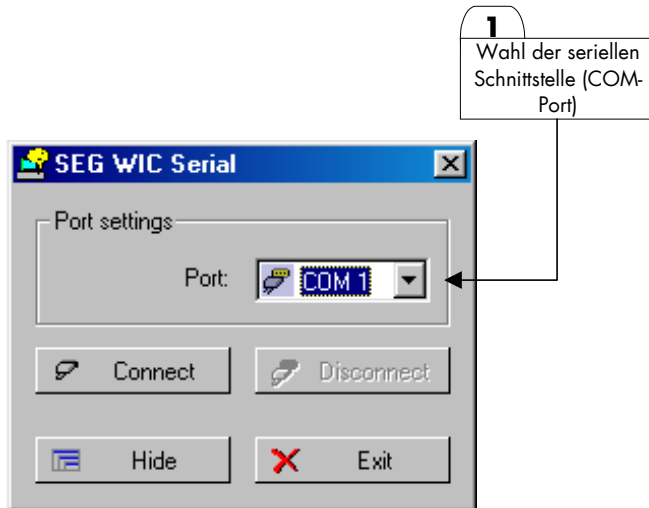 1
Wahl der seriellen
Schnittstelle (COM-
Port)
SEG WIC Serial
Port settings
Port: COM 1
Connect Disconnect
Hide Exit